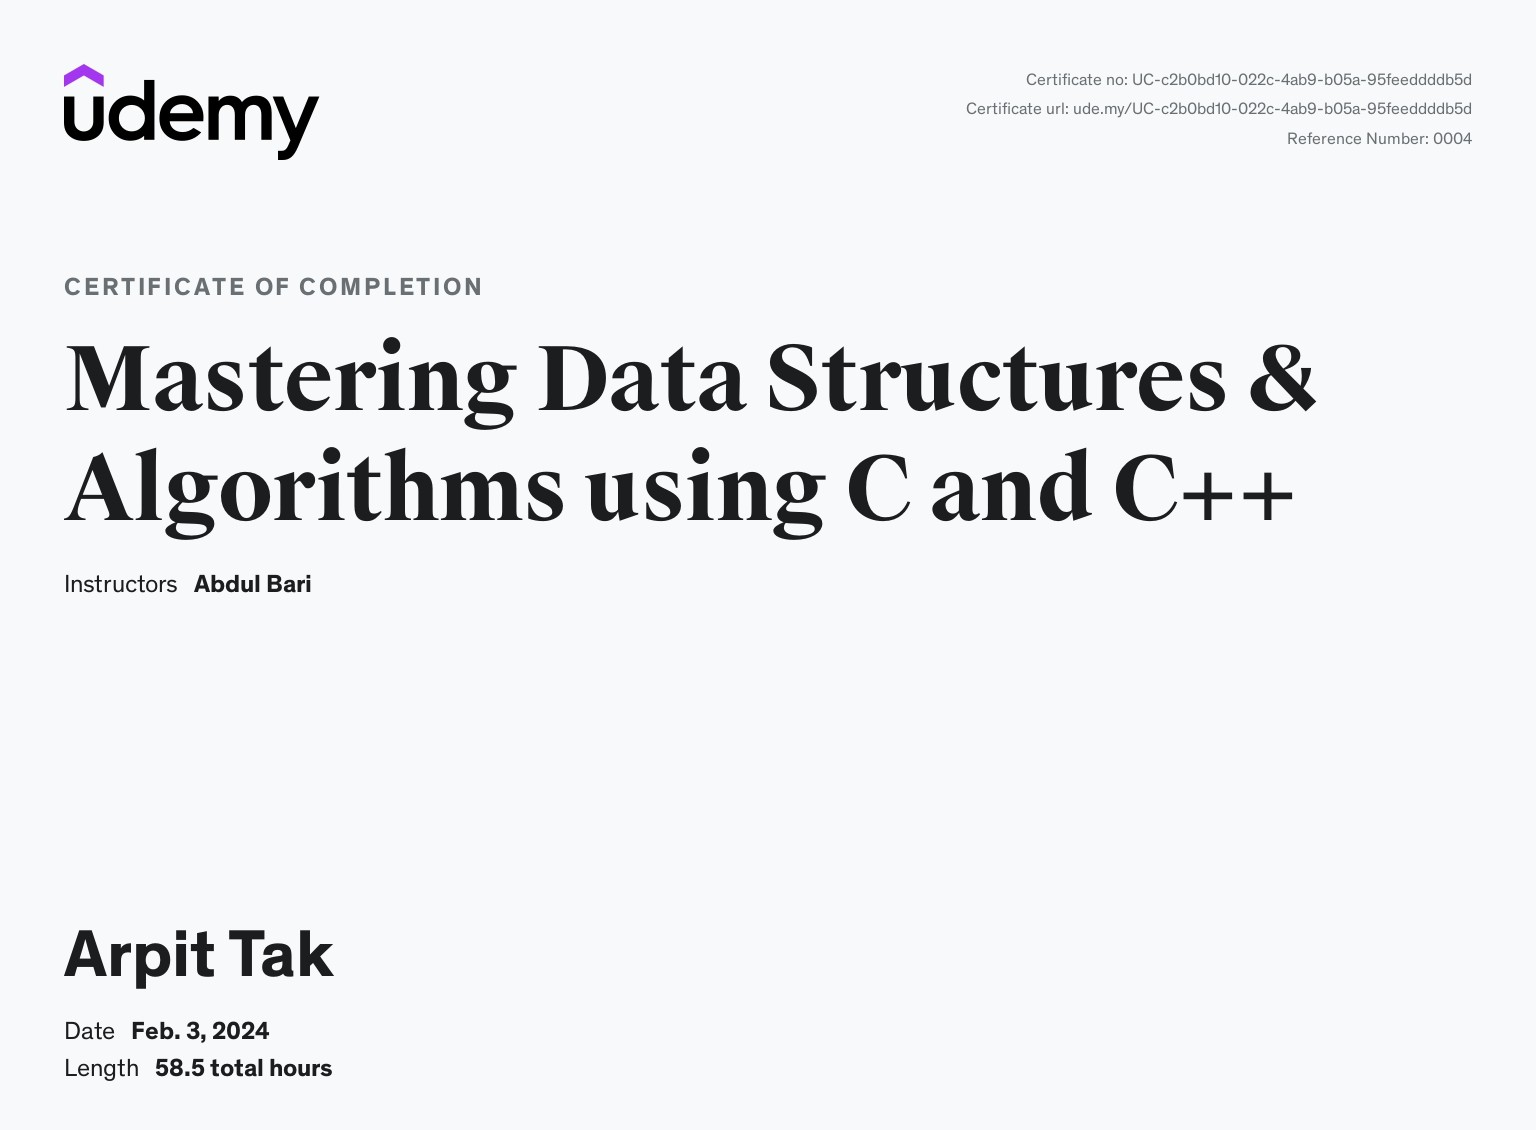 udemy
Certificate no: UC-c2b0bd10-022c-4ab9-b05a-95feeddddb5d
Certificate url: ude.my/UC-c2b0bd10-022c-4ab9-b05a-95feeddddb5d
Reference Number: 0004
CERTIFICATE OF COMPLETION
Mastering Data Structures &
Algorithms using C and C++
Instructors Abdul Bari
Arpit Tak
Date Feb. 3, 2024
Length 58.5 total hours